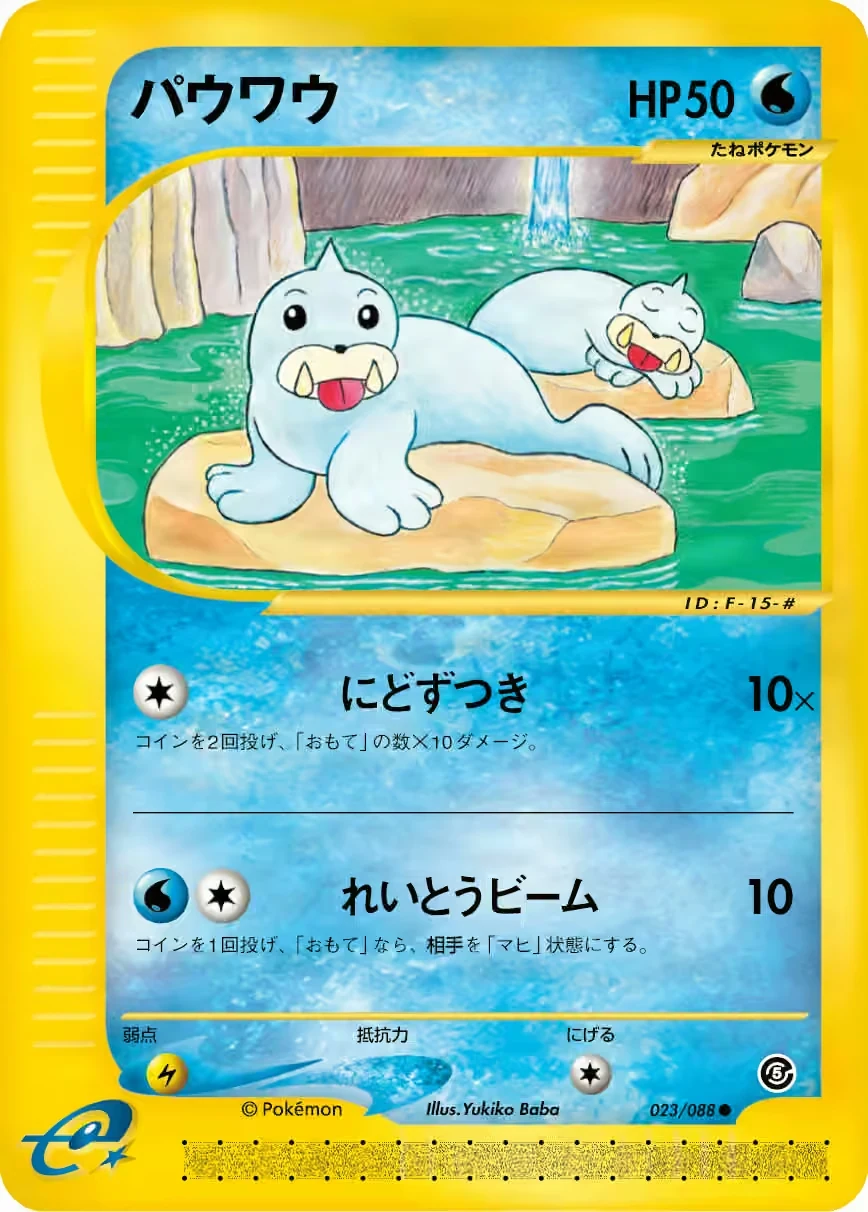 パウワウ HP50
たねポケモン
ID:F-15-#
にどずつき 10×
コインを2回投げ、「おもて」の数×10ダメージ。
れいとうビーム 10
コインを1回投げ、「おもて」なら、相手を「マヒ」状態にする。
弱点 抵抗力 にげる
5
© Pokémon Illus.Yukiko Baba 023/088 ●
e